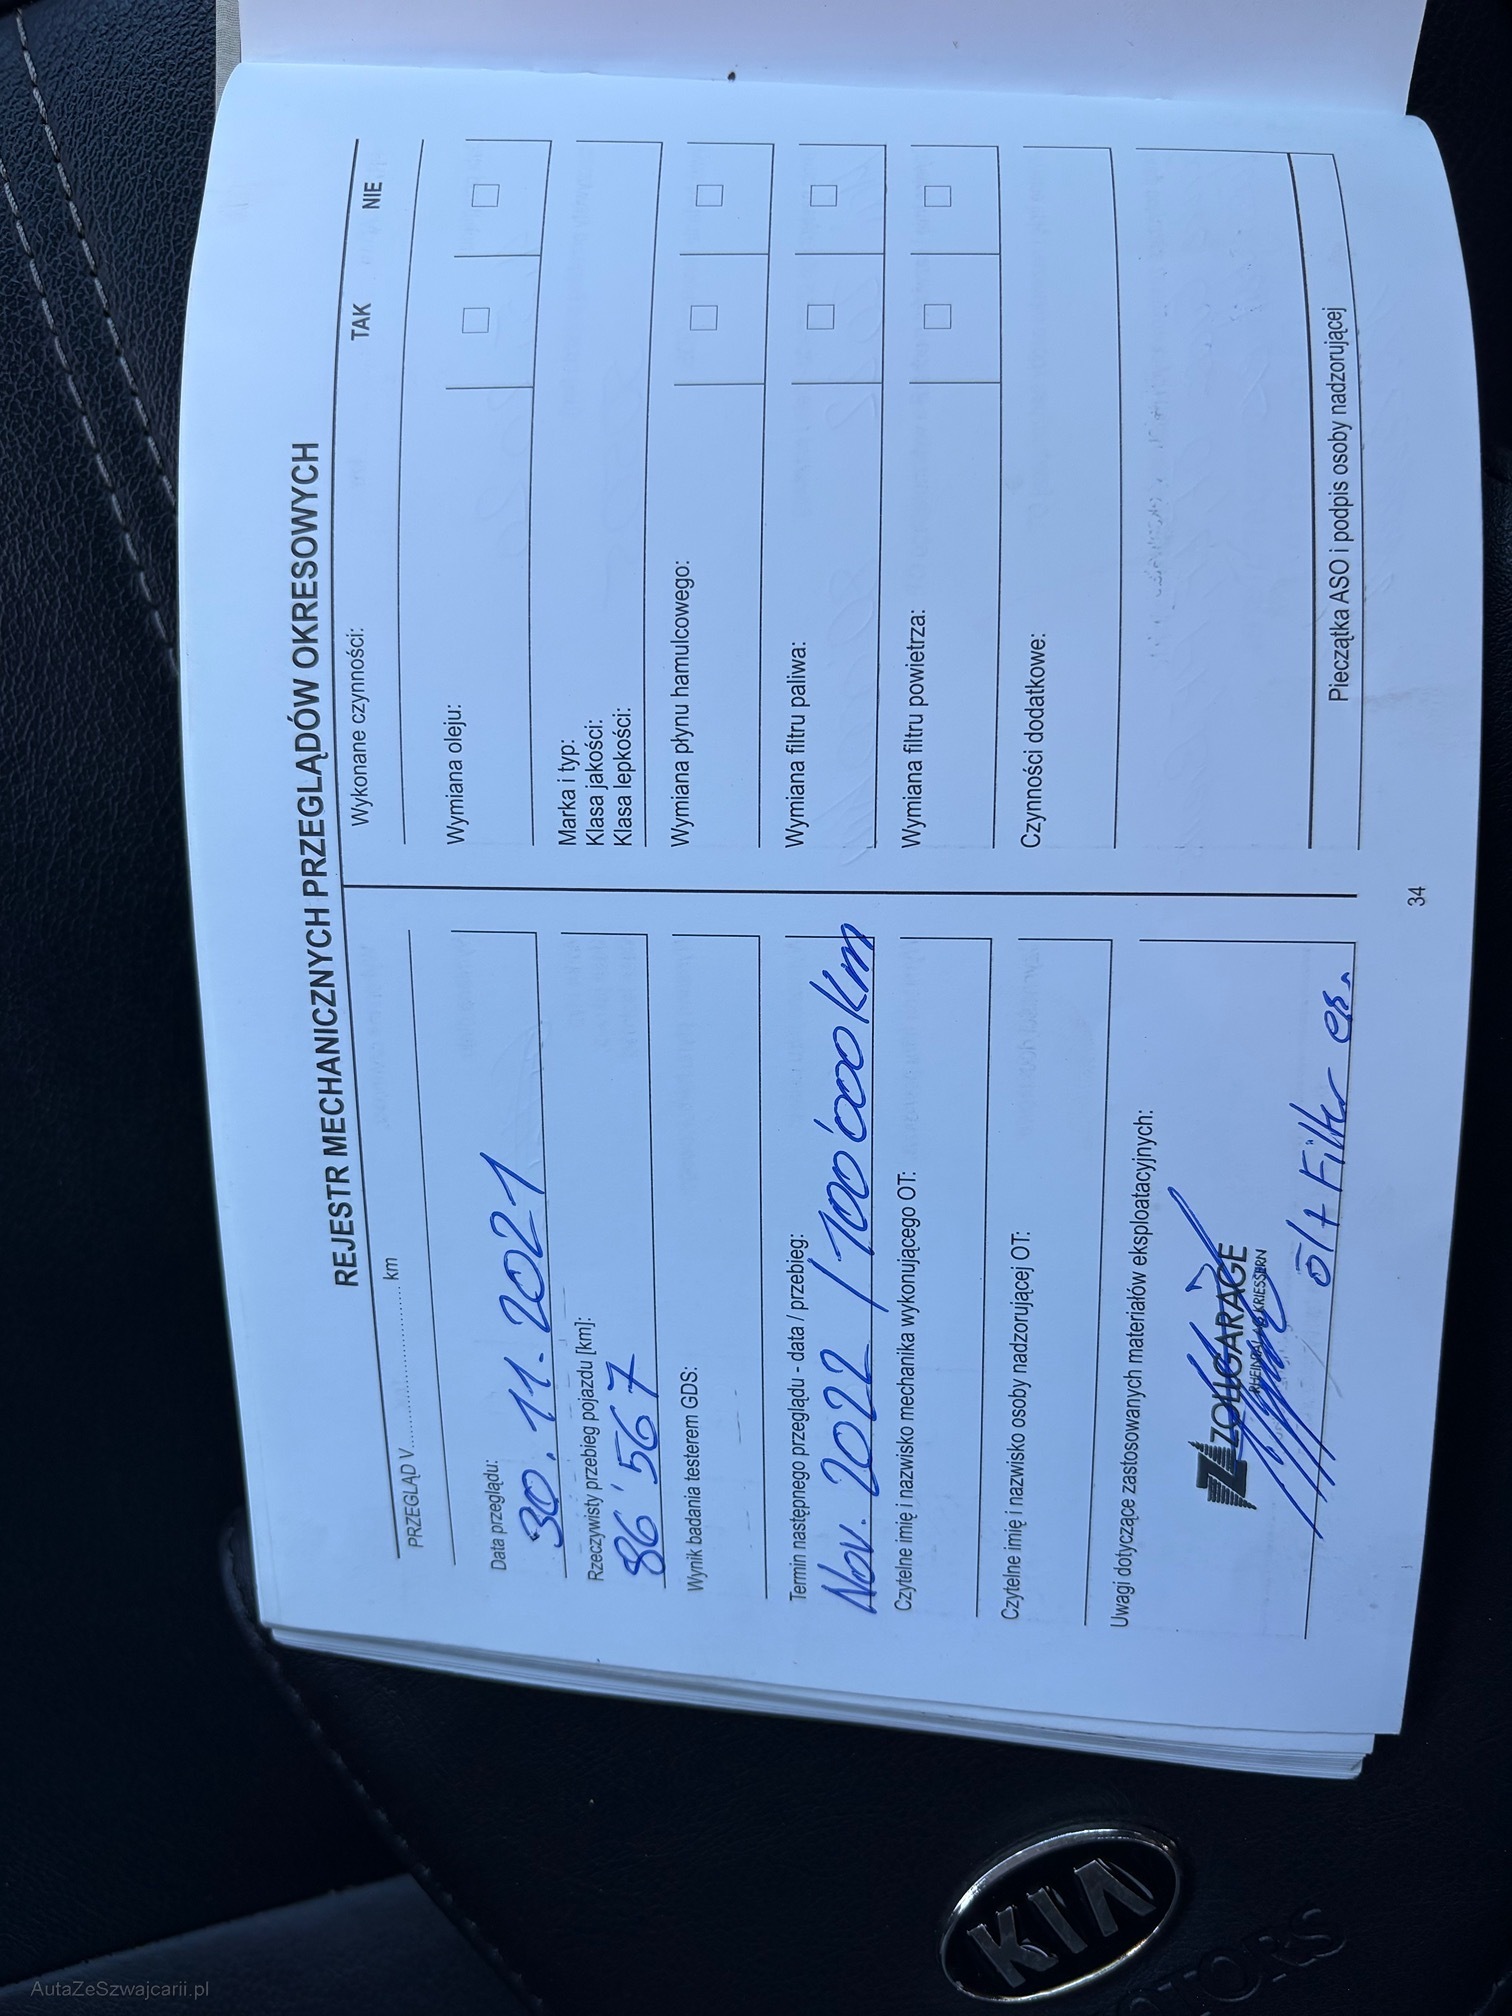 REJESTR MECHANICZNYCH PRZEGLĄDÓW OKRESOWYCH
PRZEGLĄD V .................... km
Data przeglądu:
30.11.2021
Rzeczywisty przebieg pojazdu [km]:
86'567
Wynik badania testerem GDS:
Termin następnego przeglądu - data / przebieg:
Nov. 2022 / 100'000 km
Czytelne imię i nazwisko mechanika wykonującego OT:
Czytelne imię i nazwisko osoby nadzorującej OT:
Uwagi dotyczące zastosowanych materiałów eksploatacyjnych:
ZOLLGARAGE
RHEINTAL AG KRIESSERN
Öl + Filter
Wykonane czynności: TAK NIE
Wymiana oleju:
Marka i typ:
Klasa jakości:
Klasa lepkości:
Wymiana płynu hamulcowego:
Wymiana filtru paliwa:
Wymiana filtru powietrza:
Czynności dodatkowe:
Pieczątka ASO i podpis osoby nadzorującej
34
KIA
MOTORS
AutaZeSzwajcarii.pl